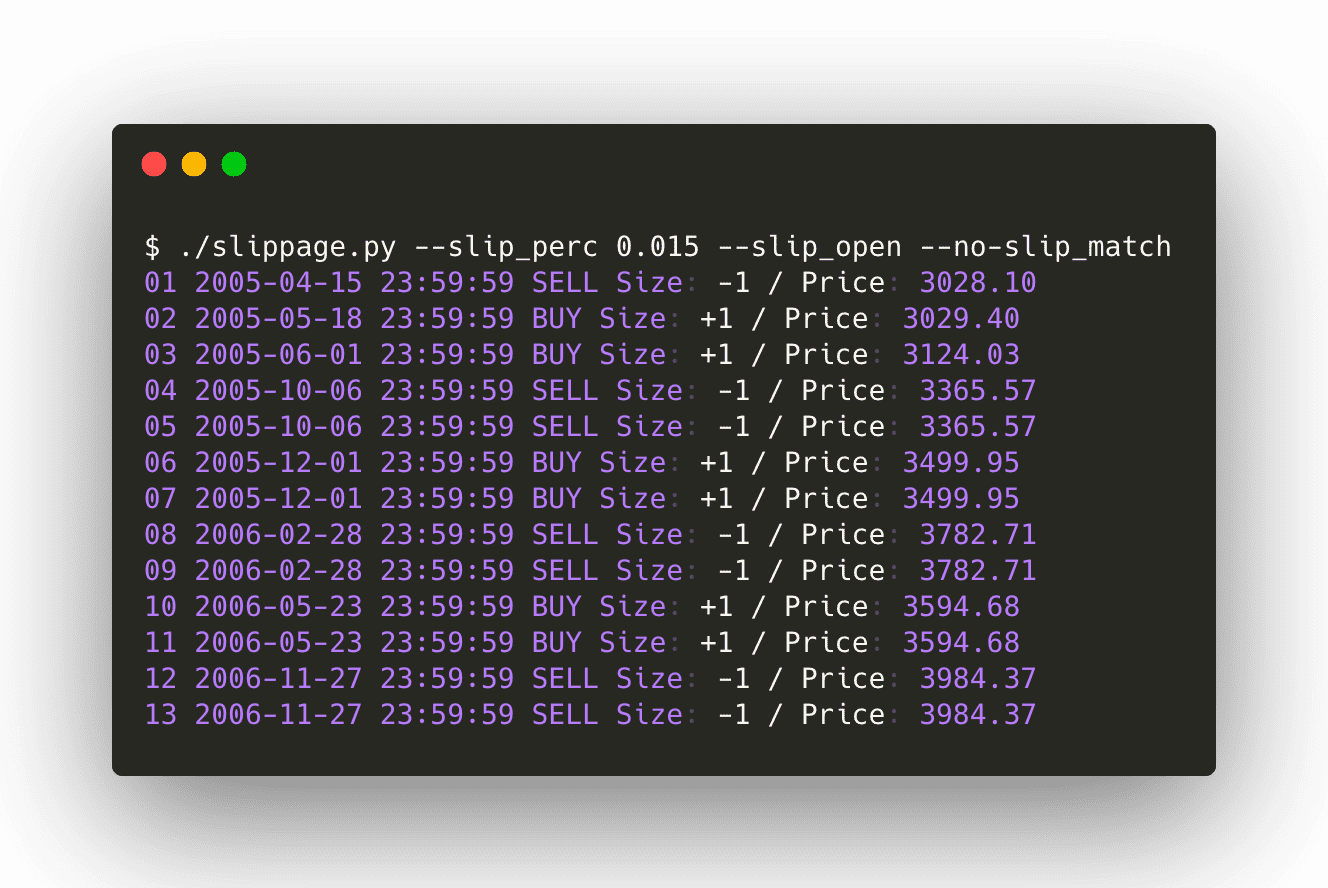 $ ./slippage.py --slip_perc 0.015 --slip_open --no-slip_match
01 2005-04-15 23:59:59 SELL Size: -1 / Price: 3028.10
02 2005-05-18 23:59:59 BUY Size: +1 / Price: 3029.40
03 2005-06-01 23:59:59 BUY Size: +1 / Price: 3124.03
04 2005-10-06 23:59:59 SELL Size: -1 / Price: 3365.57
05 2005-10-06 23:59:59 SELL Size: -1 / Price: 3365.57
06 2005-12-01 23:59:59 BUY Size: +1 / Price: 3499.95
07 2005-12-01 23:59:59 BUY Size: +1 / Price: 3499.95
08 2006-02-28 23:59:59 SELL Size: -1 / Price: 3782.71
09 2006-02-28 23:59:59 SELL Size: -1 / Price: 3782.71
10 2006-05-23 23:59:59 BUY Size: +1 / Price: 3594.68
11 2006-05-23 23:59:59 BUY Size: +1 / Price: 3594.68
12 2006-11-27 23:59:59 SELL Size: -1 / Price: 3984.37
13 2006-11-27 23:59:59 SELL Size: -1 / Price: 3984.37